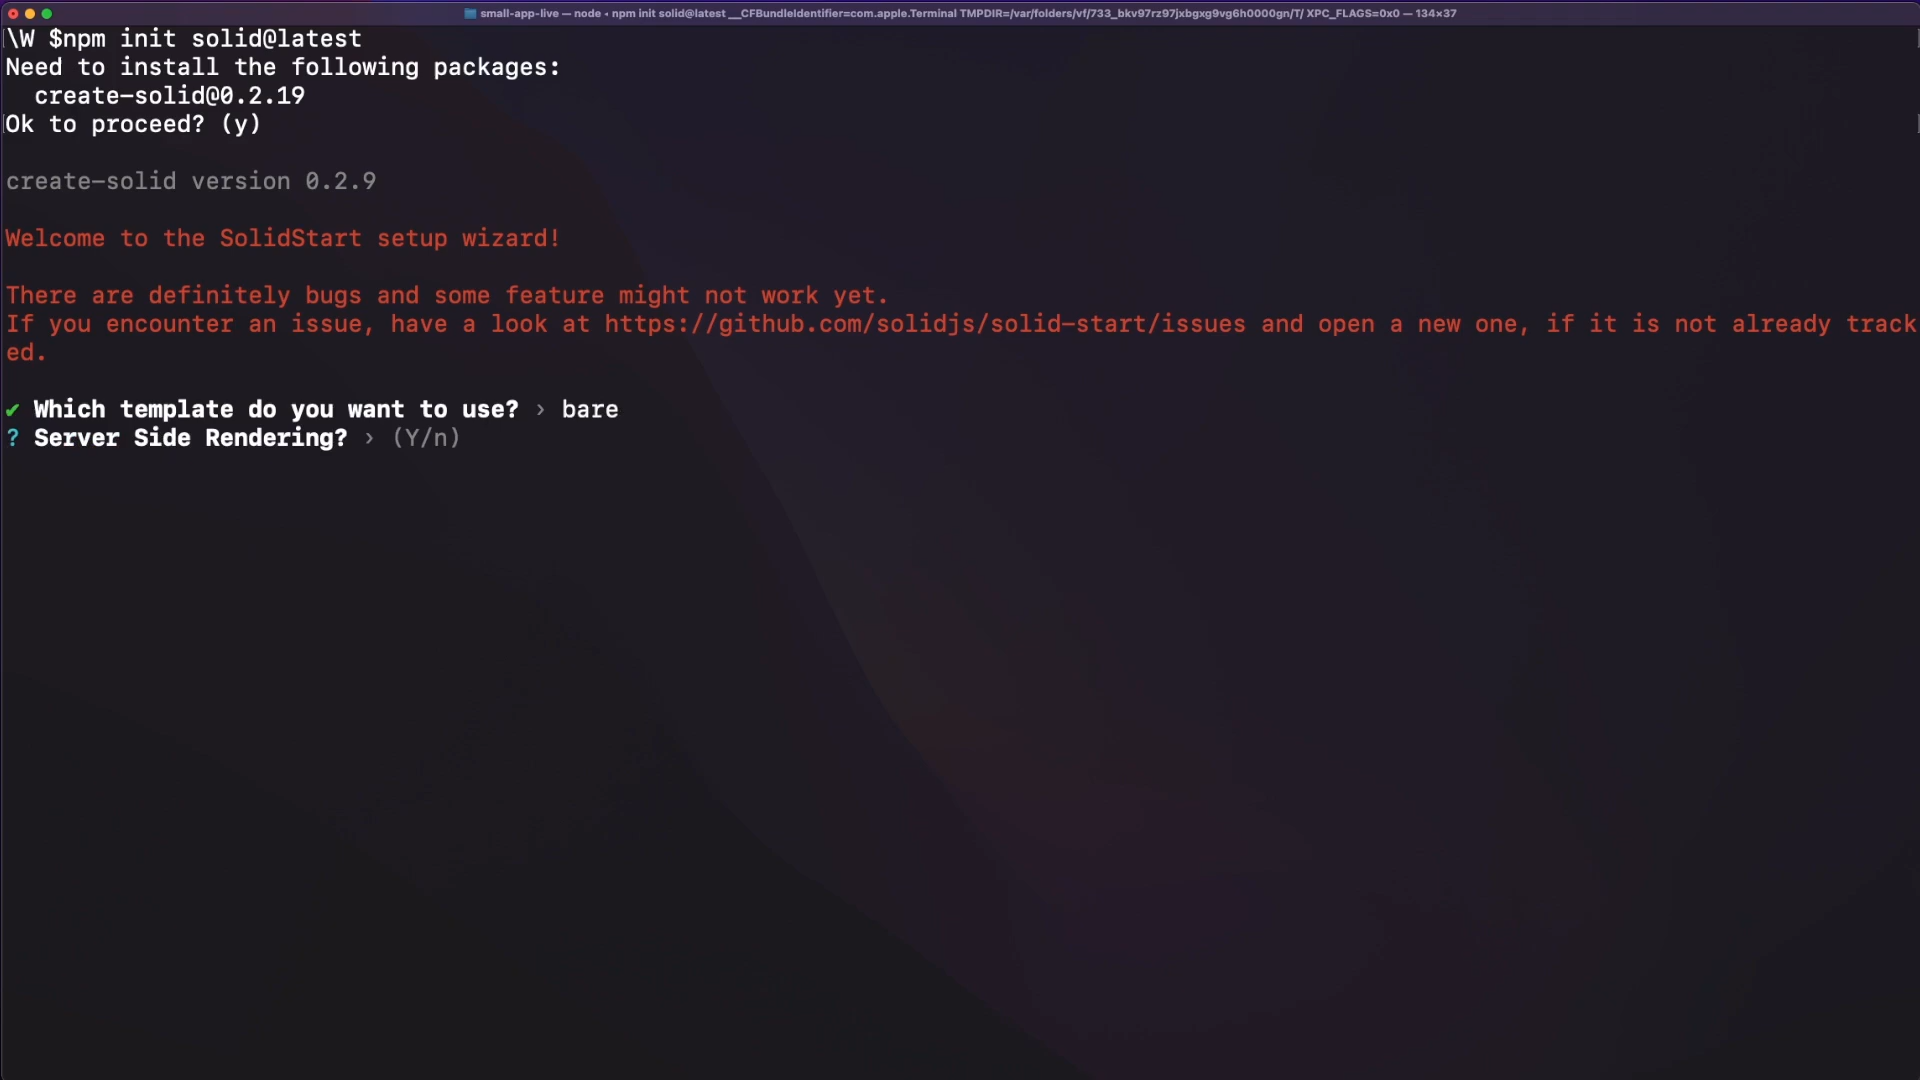 small-app-live — node ◂ npm init solid@latest __CFBundleIdentifier=com.apple.Terminal TMPDIR=/var/folders/vf/733_bkv97rz97jxbgxg9vg6h0000gn/T/ XPC_FLAGS=0x0 — 134×37
\W $npm init solid@latest
Need to install the following packages:
  create-solid@0.2.19
Ok to proceed? (y)
create-solid version 0.2.9
Welcome to the SolidStart setup wizard!
There are definitely bugs and some feature might not work yet.
If you encounter an issue, have a look at https://github.com/solidjs/solid-start/issues and open a new one, if it is not already track
ed.
✔ Which template do you want to use? › bare
? Server Side Rendering? › (Y/n)